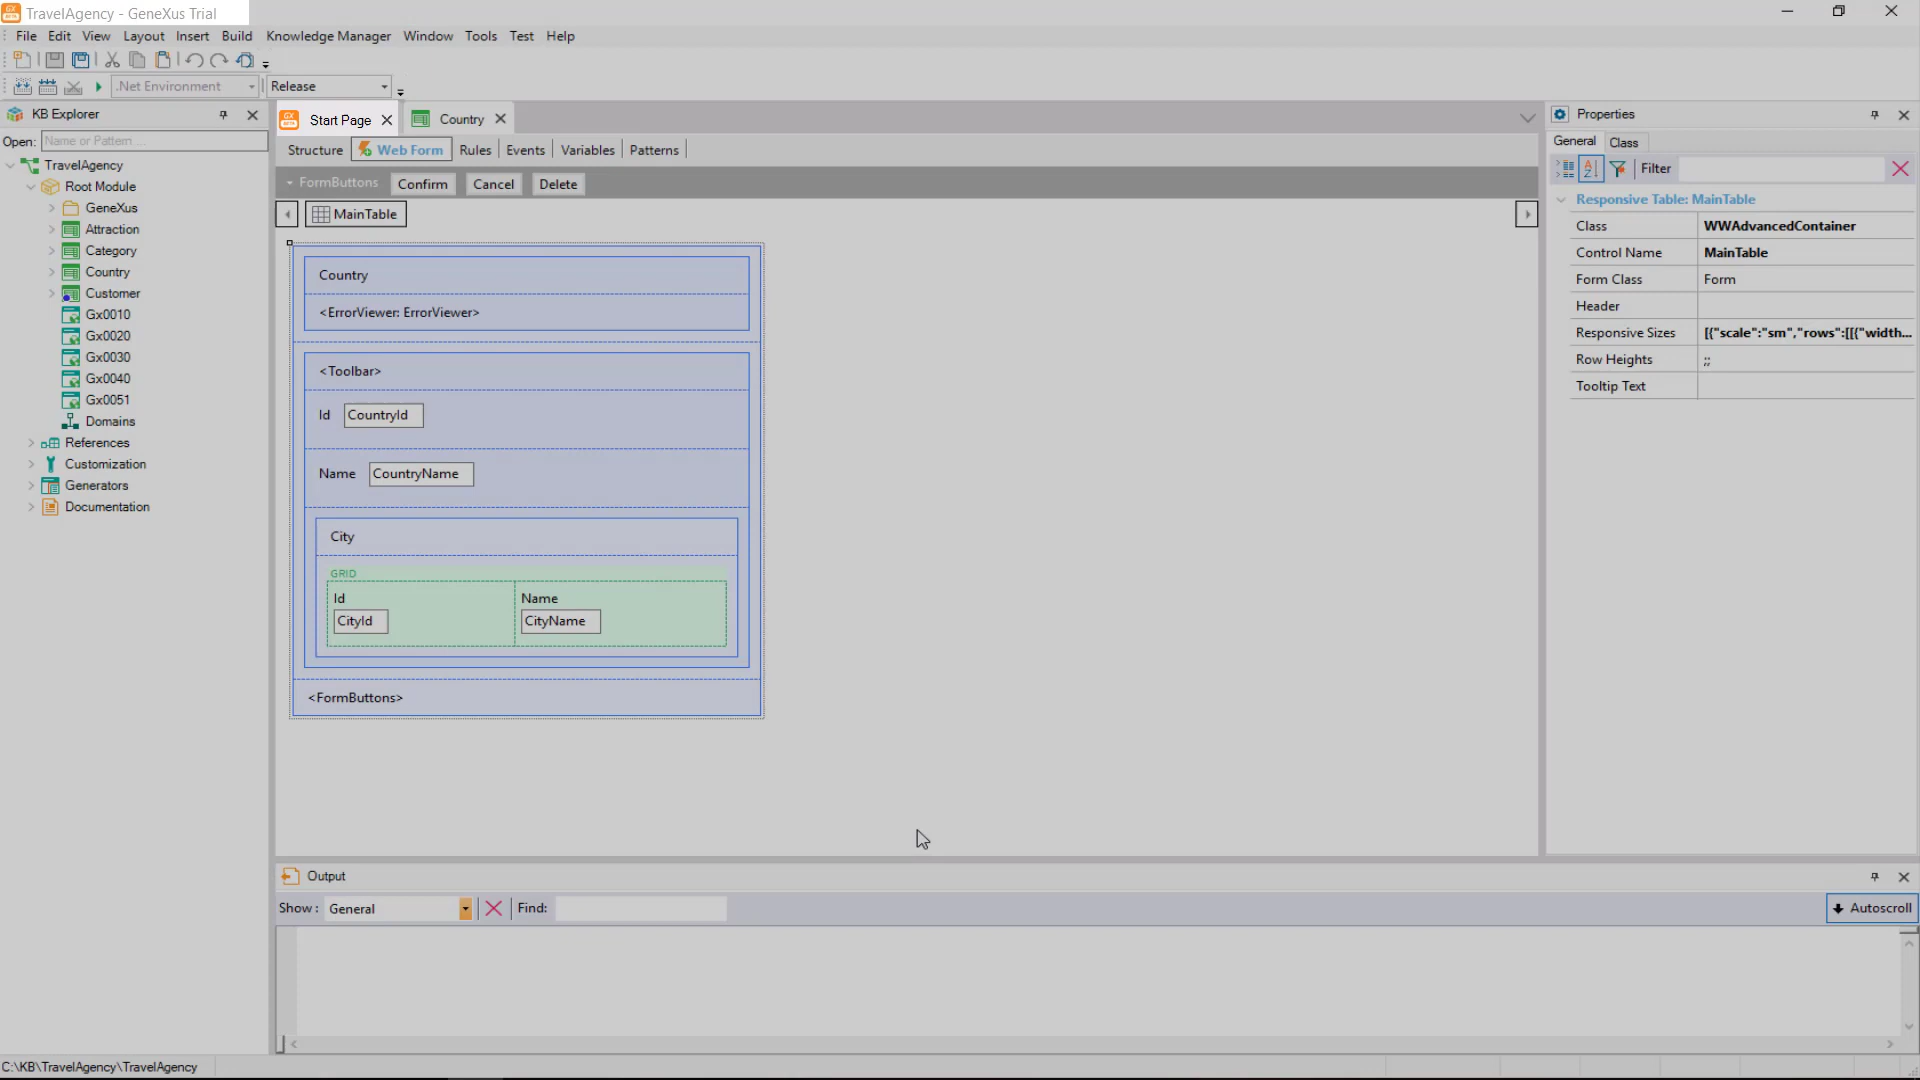 TravelAgency - GeneXus Trial
File Edit View Layout Insert Build Knowledge Manager Window Tools Test Help
.Net Environment Release
KB Explorer
Open: Name or Pattern...
TravelAgency
Root Module
GeneXus
Attraction
Category
Country
Customer
Gx0010
Gx0020
Gx0030
Gx0040
Gx0051
Domains
References
Customization
Generators
Documentation
Start Page Country
Structure Web Form Rules Events Variables Patterns
FormButtons Confirm Cancel Delete
MainTable
Country
<ErrorViewer: ErrorViewer>
<Toolbar>
Id CountryId
Name CountryName
City
GRID
Id Name
CityId CityName
<FormButtons>
Properties
General Class
Filter
Responsive Table: MainTable
Class WWAdvancedContainer
Control Name MainTable
Form Class Form
Header
Responsive Sizes [{"scale":"sm","rows":[[{"width...
Row Heights ;;
Tooltip Text
Output
Show: General Find: Autoscroll
C:\KB\TravelAgency\TravelAgency